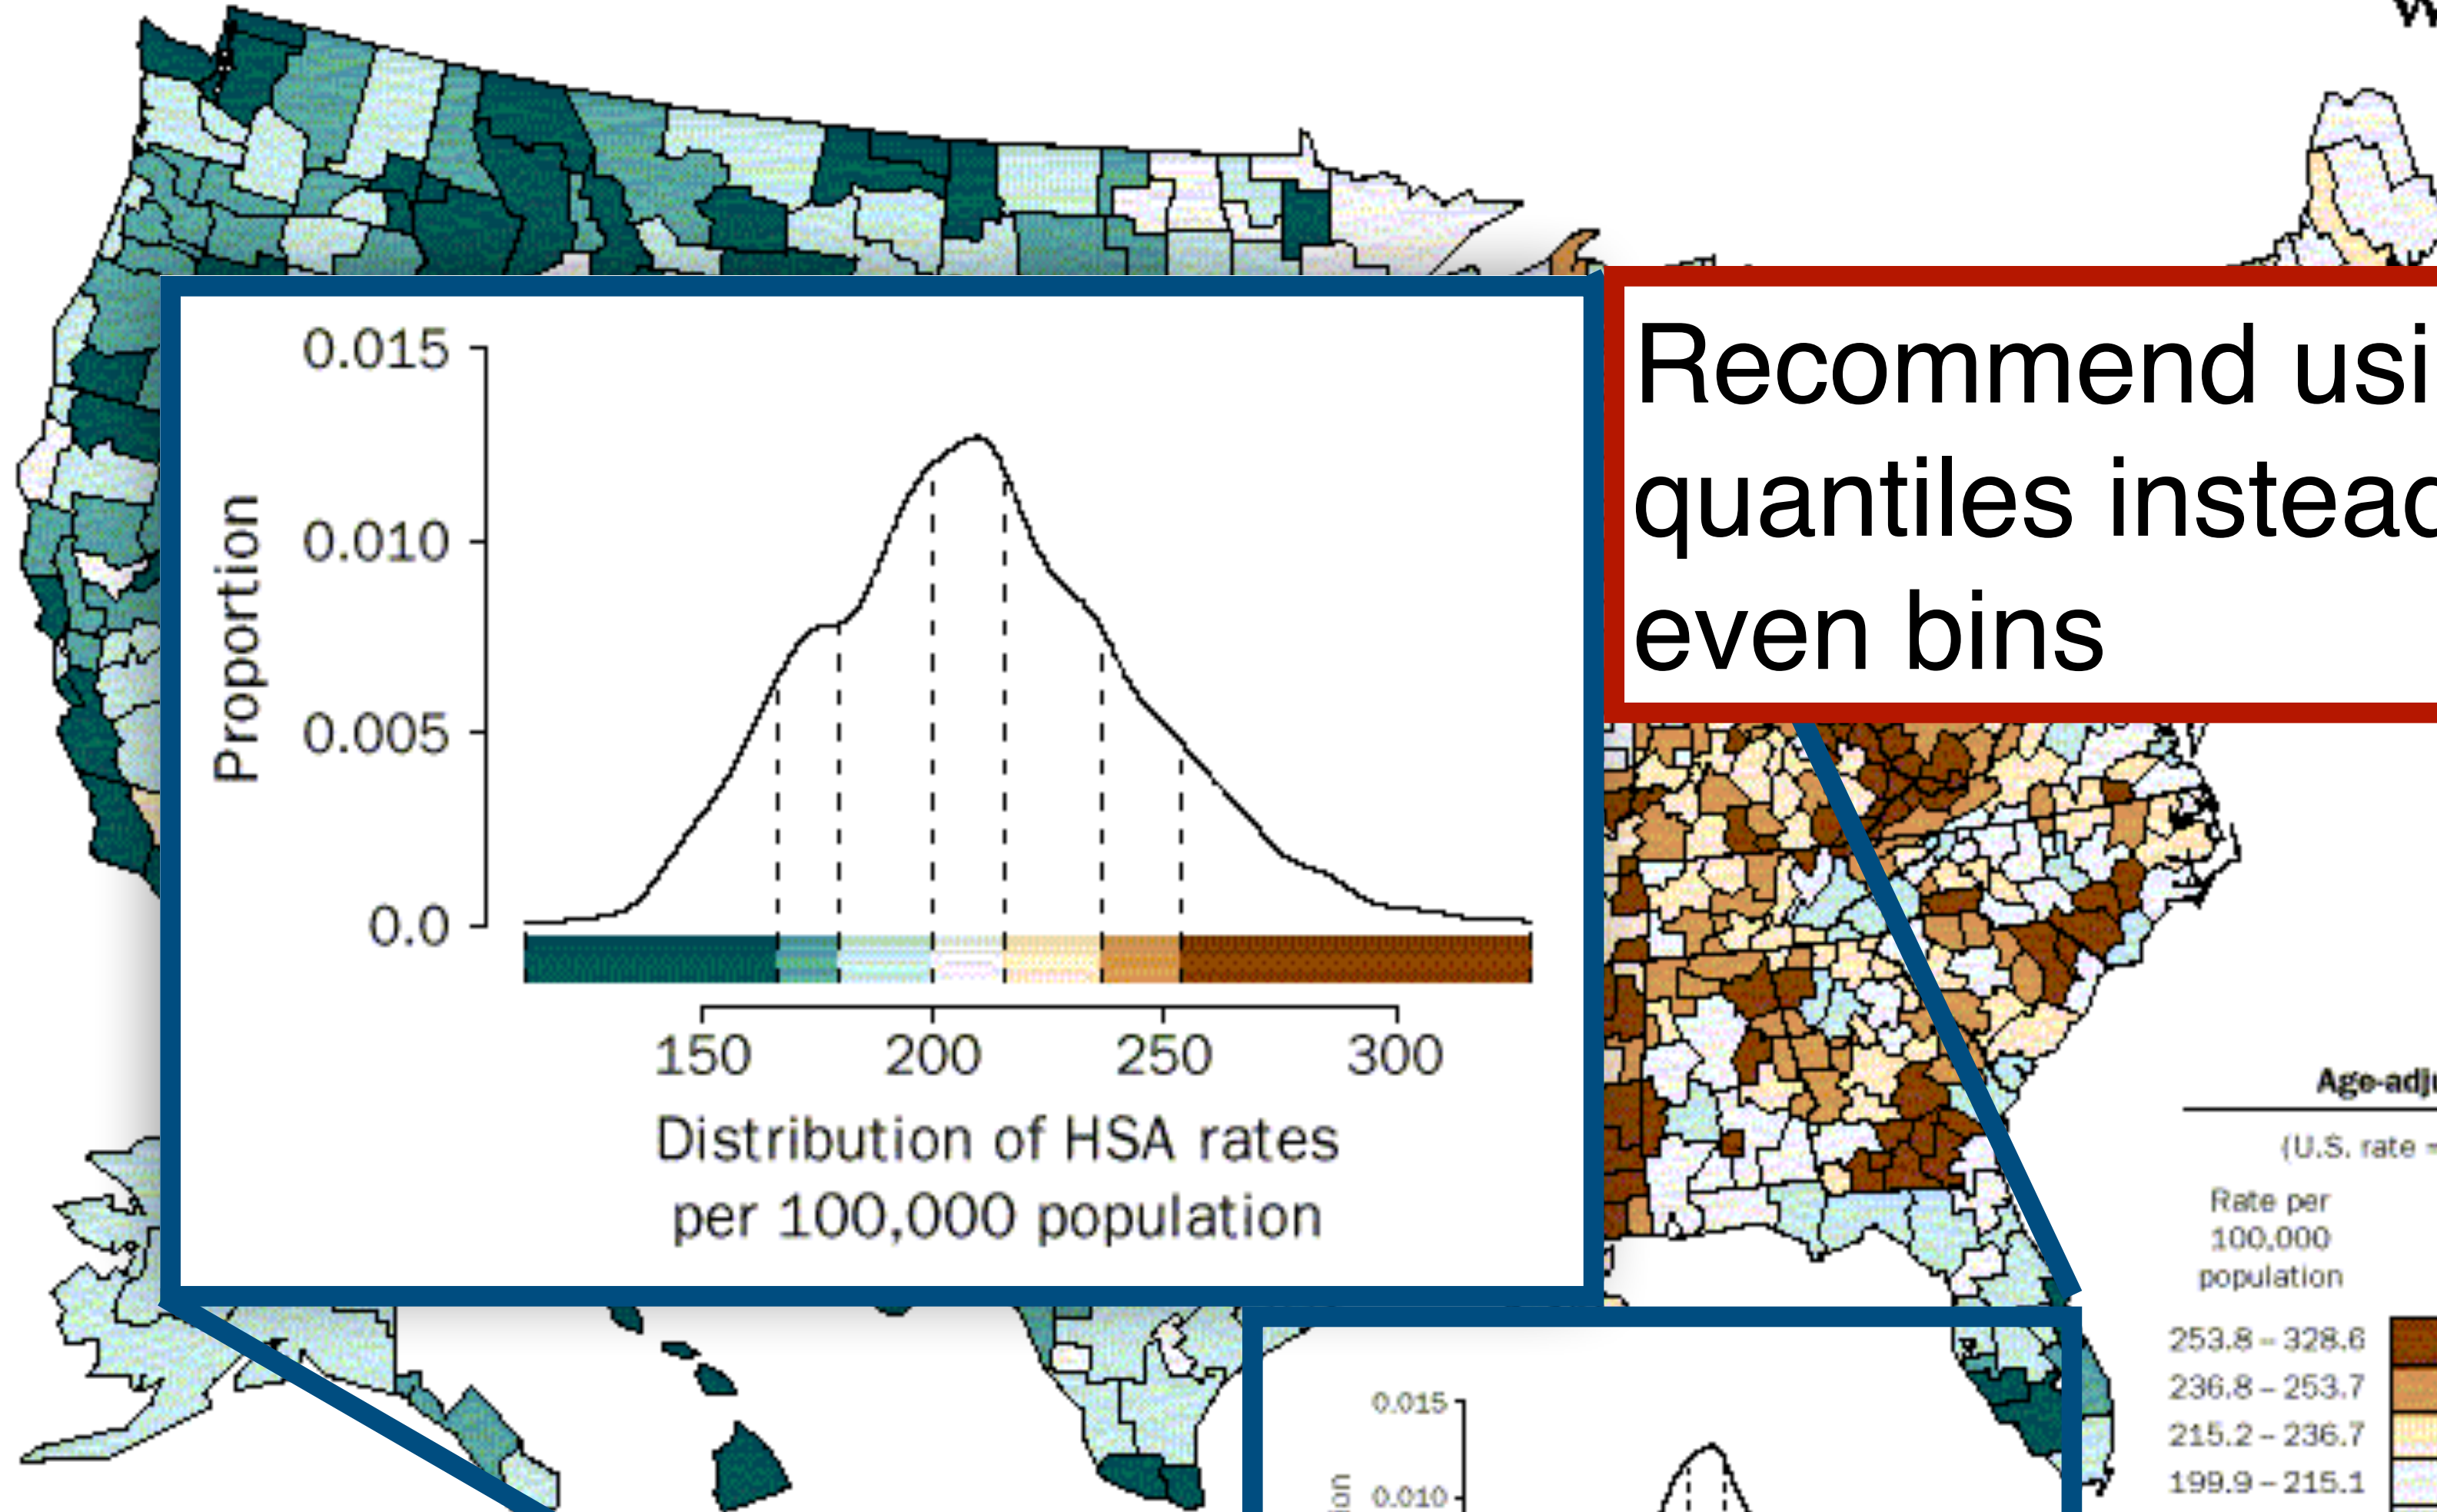 Recommend usi
quantiles instead
even bins
0.015
0.010
0.005
0.0
Proportion
150 200 250 300
Distribution of HSA rates
per 100,000 population
Age-adju
(U.S. rate =
Rate per
100,000
population
253.8 – 328.6
236.8 – 253.7
215.2 – 236.7
199.9 – 215.1
0.015
0.010